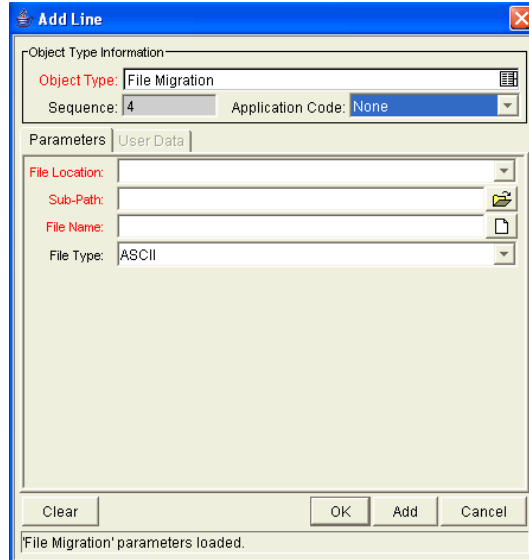 Add Line
Object Type Information
Object Type: File Migration
Sequence: 4 Application Code: None
Parameters User Data
File Location:
Sub-Path:
File Name:
File Type: ASCII
Clear OK Add Cancel
'File Migration' parameters loaded.